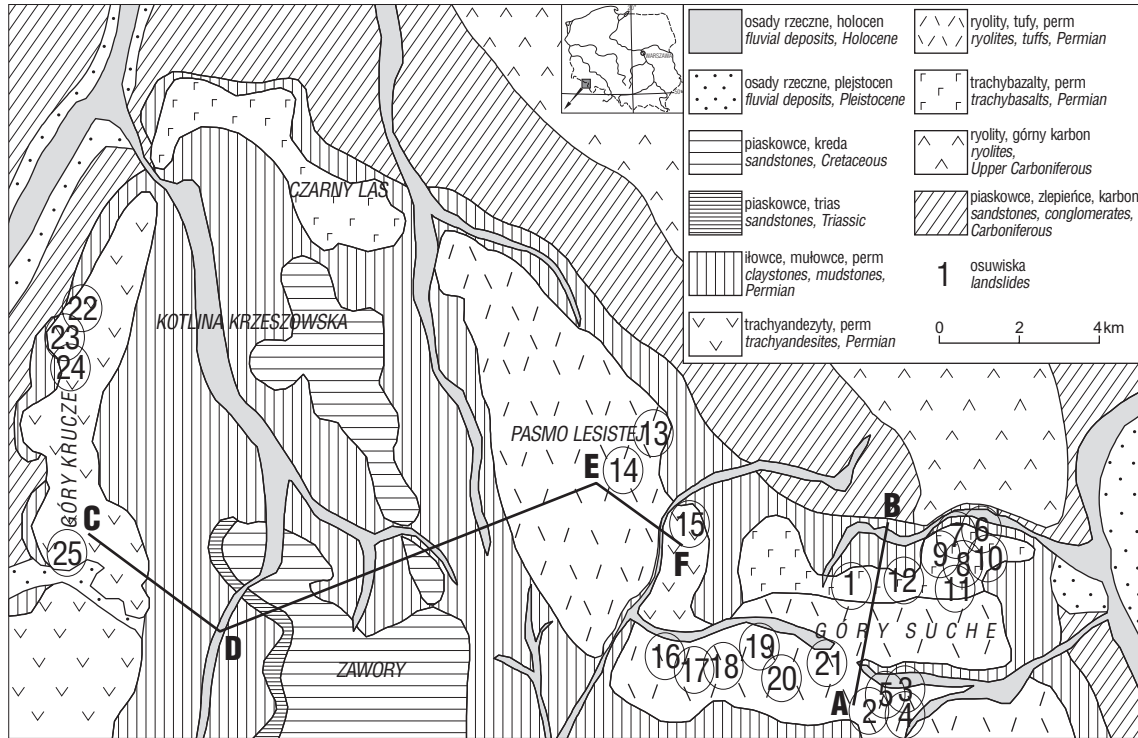 WARSZAWA
CZARNY LAS
KOTLINA KRZESZOWSKA
GÓRY KRUCZE
PASMO LESISTEJ
GÓRY SUCHE
ZAWORY
22
23
24
25
C
D
E
F
B
A
13
14
15
6
7
9
8
10
1
12
11
16
17
18
19
20
21
5
3
2
4
osady rzeczne, holocen
fluvial deposits, Holocene
osady rzeczne, plejstocen
fluvial deposits, Pleistocene
piaskowce, kreda
sandstones, Cretaceous
piaskowce, trias
sandstones, Triassic
iłowce, mułowce, perm
claystones, mudstones,
Permian
trachyandezyty, perm
trachyandesites, Permian
ryolity, tufy, perm
ryolites, tuffs, Permian
trachybazalty, perm
trachybasalts, Permian
ryolity, górny karbon
ryolites,
Upper Carboniferous
piaskowce, zlepieńce, karbon
sandstones, conglomerates,
Carboniferous
1 osuwiska
landslides
0 2 4 km